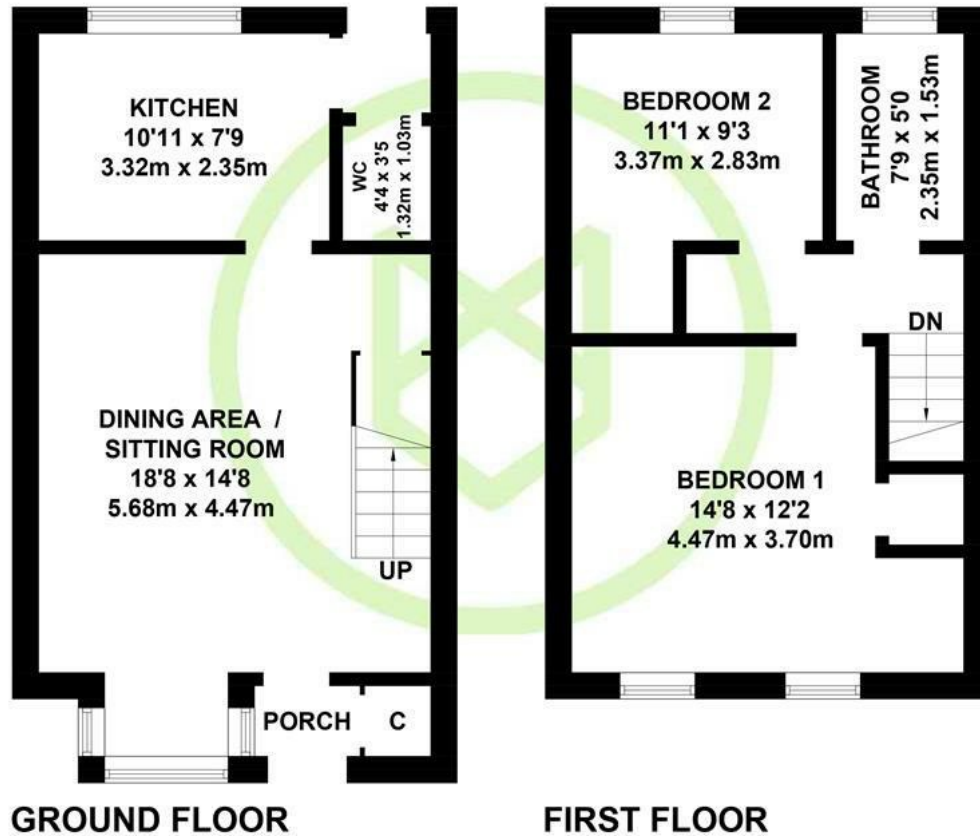 KITCHEN
10'11 x 7'9
3.32m x 2.35m
WC
4'4 x 3'5
1.32m x 1.03m
DINING AREA /
SITTING ROOM
18'8 x 14'8
5.68m x 4.47m
UP
PORCH
C
GROUND FLOOR
BEDROOM 2
11'1 x 9'3
3.37m x 2.83m
BATHROOM
7'9 x 5'0
2.35m x 1.53m
DN
BEDROOM 1
14'8 x 12'2
4.47m x 3.70m
FIRST FLOOR